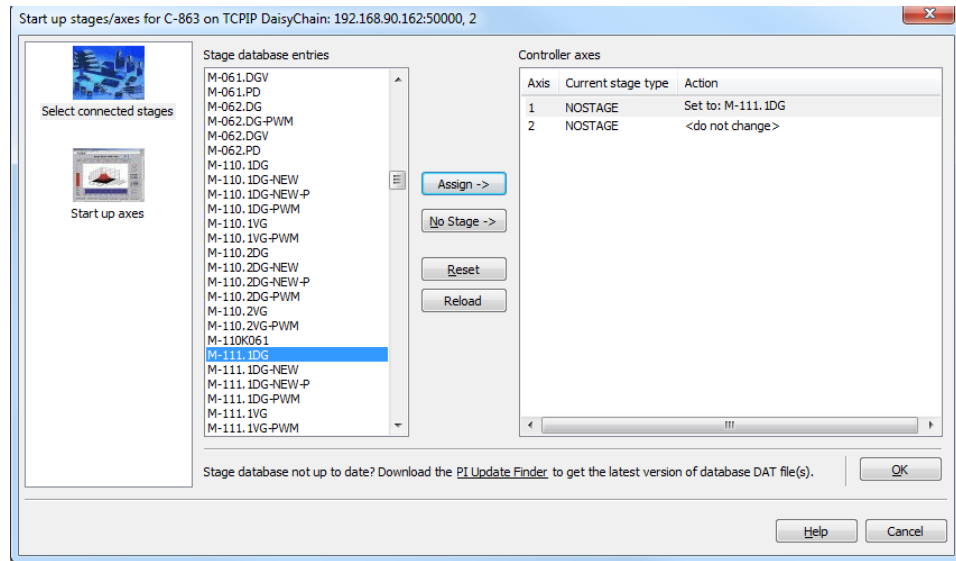 Start up stages/axes for C-863 on TCPIP DaisyChain: 192.168.90.162:50000, 2
Select connected stages
Start up axes
Stage database entries
M-061.DGV
M-061.PD
M-062.DG
M-062.DG-PWM
M-062.DGV
M-062.PD
M-110.1DG
M-110.1DG-NEW
M-110.1DG-NEW-P
M-110.1DG-PWM
M-110.1VG
M-110.1VG-PWM
M-110.2DG
M-110.2DG-NEW
M-110.2DG-NEW-P
M-110.2DG-PWM
M-110.2VG
M-110.2VG-PWM
M-110K061
M-111.1DG
M-111.1DG-NEW
M-111.1DG-NEW-P
M-111.1DG-PWM
M-111.1VG
M-111.1VG-PWM
Assign ->
No Stage ->
Reset
Reload
Controller axes
Axis Current stage type Action
1 NOSTAGE Set to: M-111.1DG
2 NOSTAGE <do not change>
Stage database not up to date? Download the PI Update Finder to get the latest version of database DAT file(s).
OK
Help
Cancel